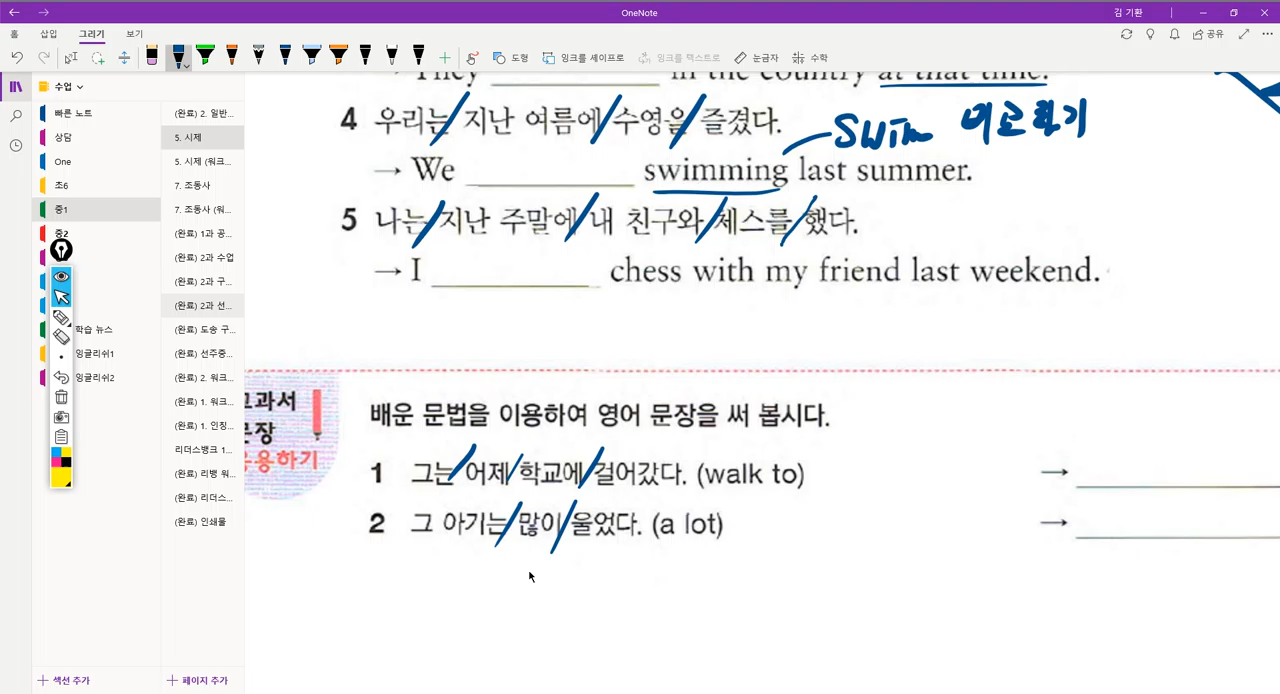 OneNote
김 기환
홈 삽입 그리기 보기
공유
도형 잉크를 셰이프로 잉크를 텍스트로 눈금자 수학
수업
빠른 노트
상담
One
초6
중1
중2
학습 뉴스
잉글리쉬1
잉글리쉬2
섹션 추가
(완료) 2. 일반...
5. 시제
5. 시제 (워크...
7. 조동사
7. 조동사 (워...
(완료) 1과 공...
(완료) 2과 수업
(완료) 2과 구...
(완료) 2과 선...
(완료) 도송 구...
(완료) 선주중...
(완료) 2. 워크...
(완료) 1. 워크...
(완료) 1. 인칭...
리더스뱅크 1...
(완료) 리뱅 워...
(완료) 리더스...
(완료) 인쇄물
페이지 추가
→ They in the country at that time.
4 우리는/지난 여름에/수영을/즐겼다.
swim
→ We swimming last summer.
5 나는/지난 주말에/내 친구와/체스를/했다.
→ I chess with my friend last weekend.
교과서
문장
응용하기
배운 문법을 이용하여 영어 문장을 써 봅시다.
1 그는/어제/학교에/걸어갔다. (walk to) →
2 그 아기는/많이/울었다. (a lot) →